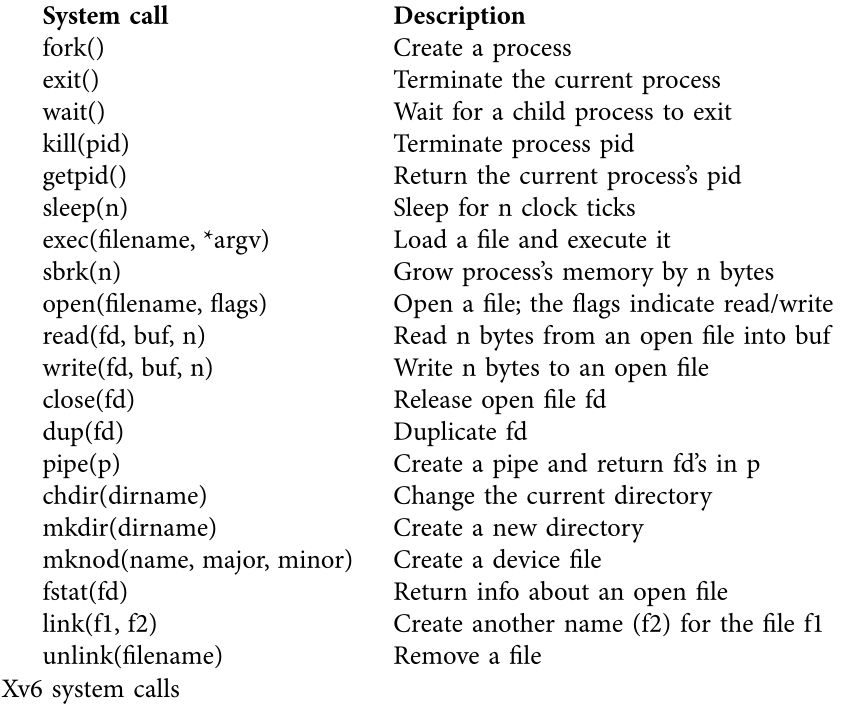 System call Description
fork() Create a process
exit() Terminate the current process
wait() Wait for a child process to exit
kill(pid) Terminate process pid
getpid() Return the current process’s pid
sleep(n) Sleep for n clock ticks
exec(filename, *argv) Load a file and execute it
sbrk(n) Grow process’s memory by n bytes
open(filename, flags) Open a file; the flags indicate read/write
read(fd, buf, n) Read n bytes from an open file into buf
write(fd, buf, n) Write n bytes to an open file
close(fd) Release open file fd
dup(fd) Duplicate fd
pipe(p) Create a pipe and return fd’s in p
chdir(dirname) Change the current directory
mkdir(dirname) Create a new directory
mknod(name, major, minor) Create a device file
fstat(fd) Return info about an open file
link(f1, f2) Create another name (f2) for the file f1
unlink(filename) Remove a file
Xv6 system calls